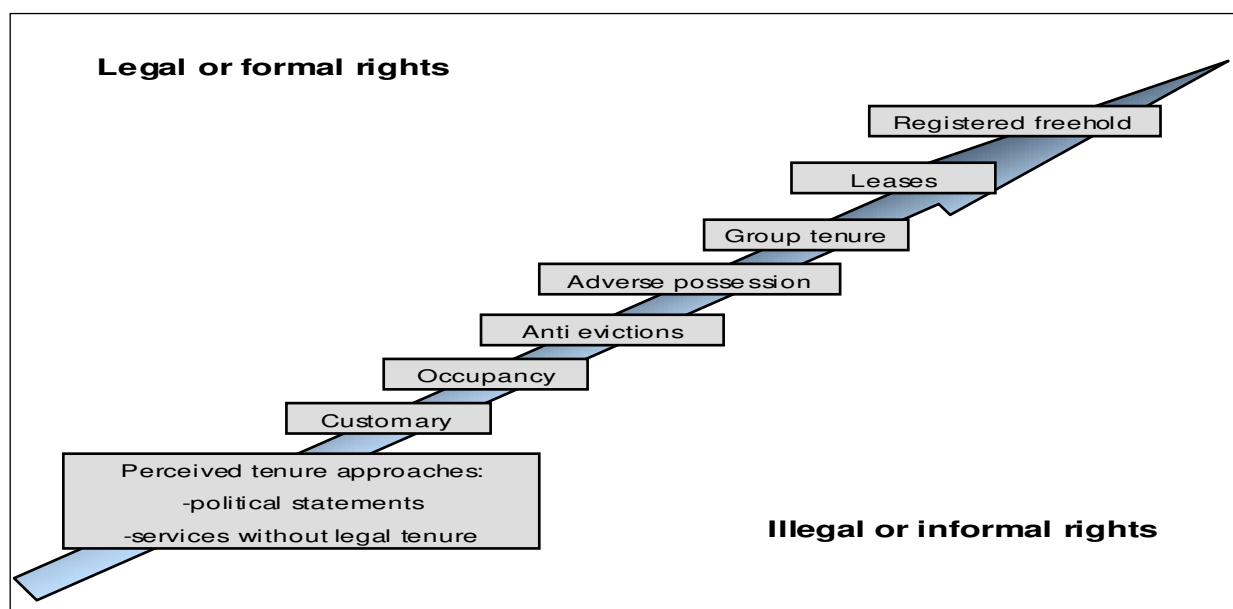 Legal or formal rights
Registered freehold
Leases
Group tenure
Adverse possession
Anti evictions
Occupancy
Customary
Perceived tenure approaches:
-political statements
-services without legal tenure
Illegal or informal rights